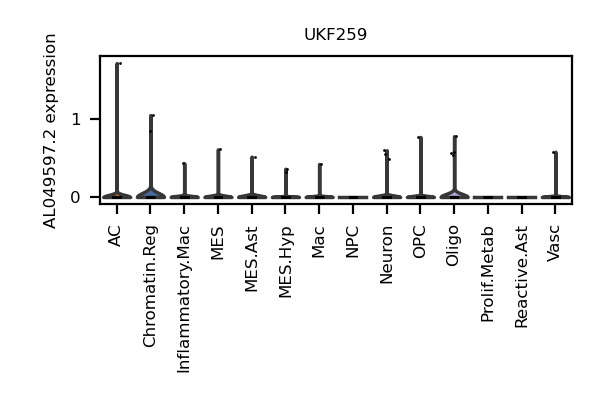 UKF259
AL049597.2 expression
1
0
AC
Chromatin.Reg
Inflammatory.Mac
MES
MES.Ast
MES.Hyp
Mac
NPC
Neuron
OPC
Oligo
Prolif.Metab
Reactive.Ast
Vasc